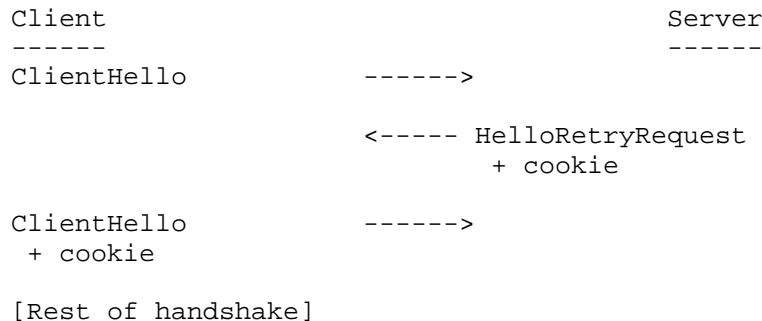 Client                                   Server
------                                   ------
ClientHello           ------>

                      <----- HelloRetryRequest
                              + cookie

ClientHello           ------>
 + cookie

[Rest of handshake]